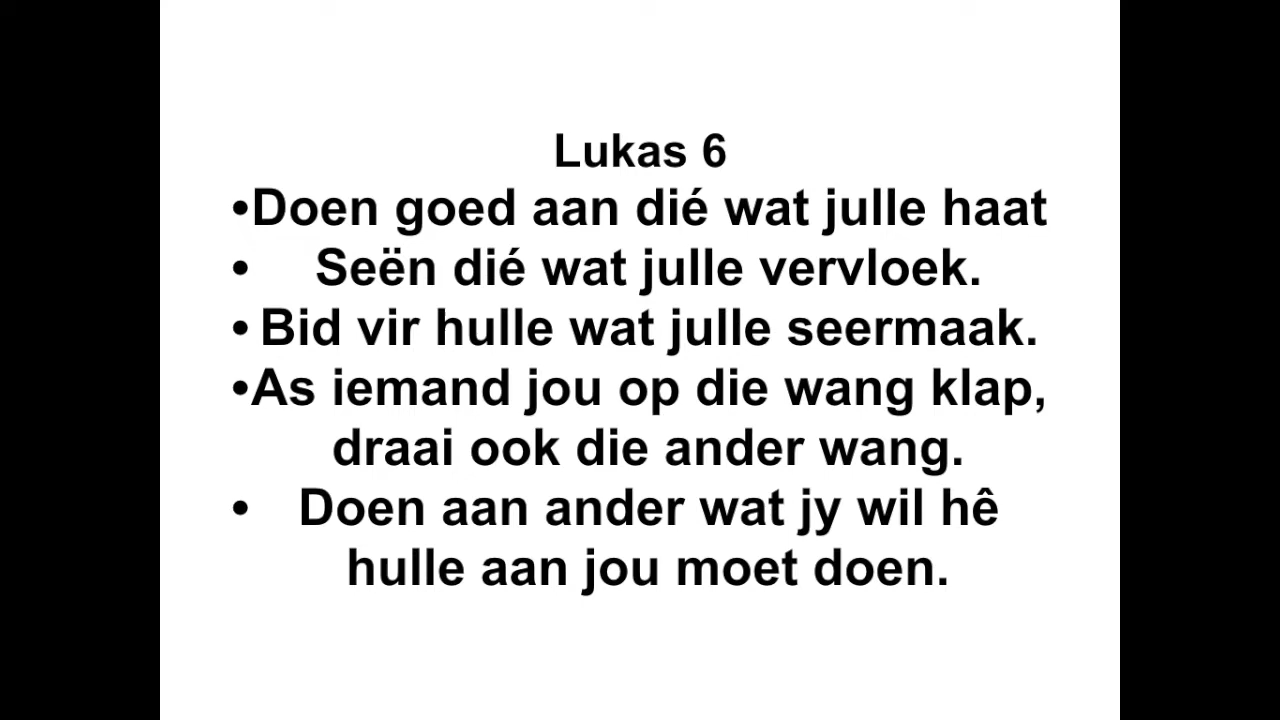 Lukas 6
•Doen goed aan dié wat julle haat
• Seën dié wat julle vervloek.
• Bid vir hulle wat julle seermaak.
•As iemand jou op die wang klap,
draai ook die ander wang.
• Doen aan ander wat jy wil hê
hulle aan jou moet doen.